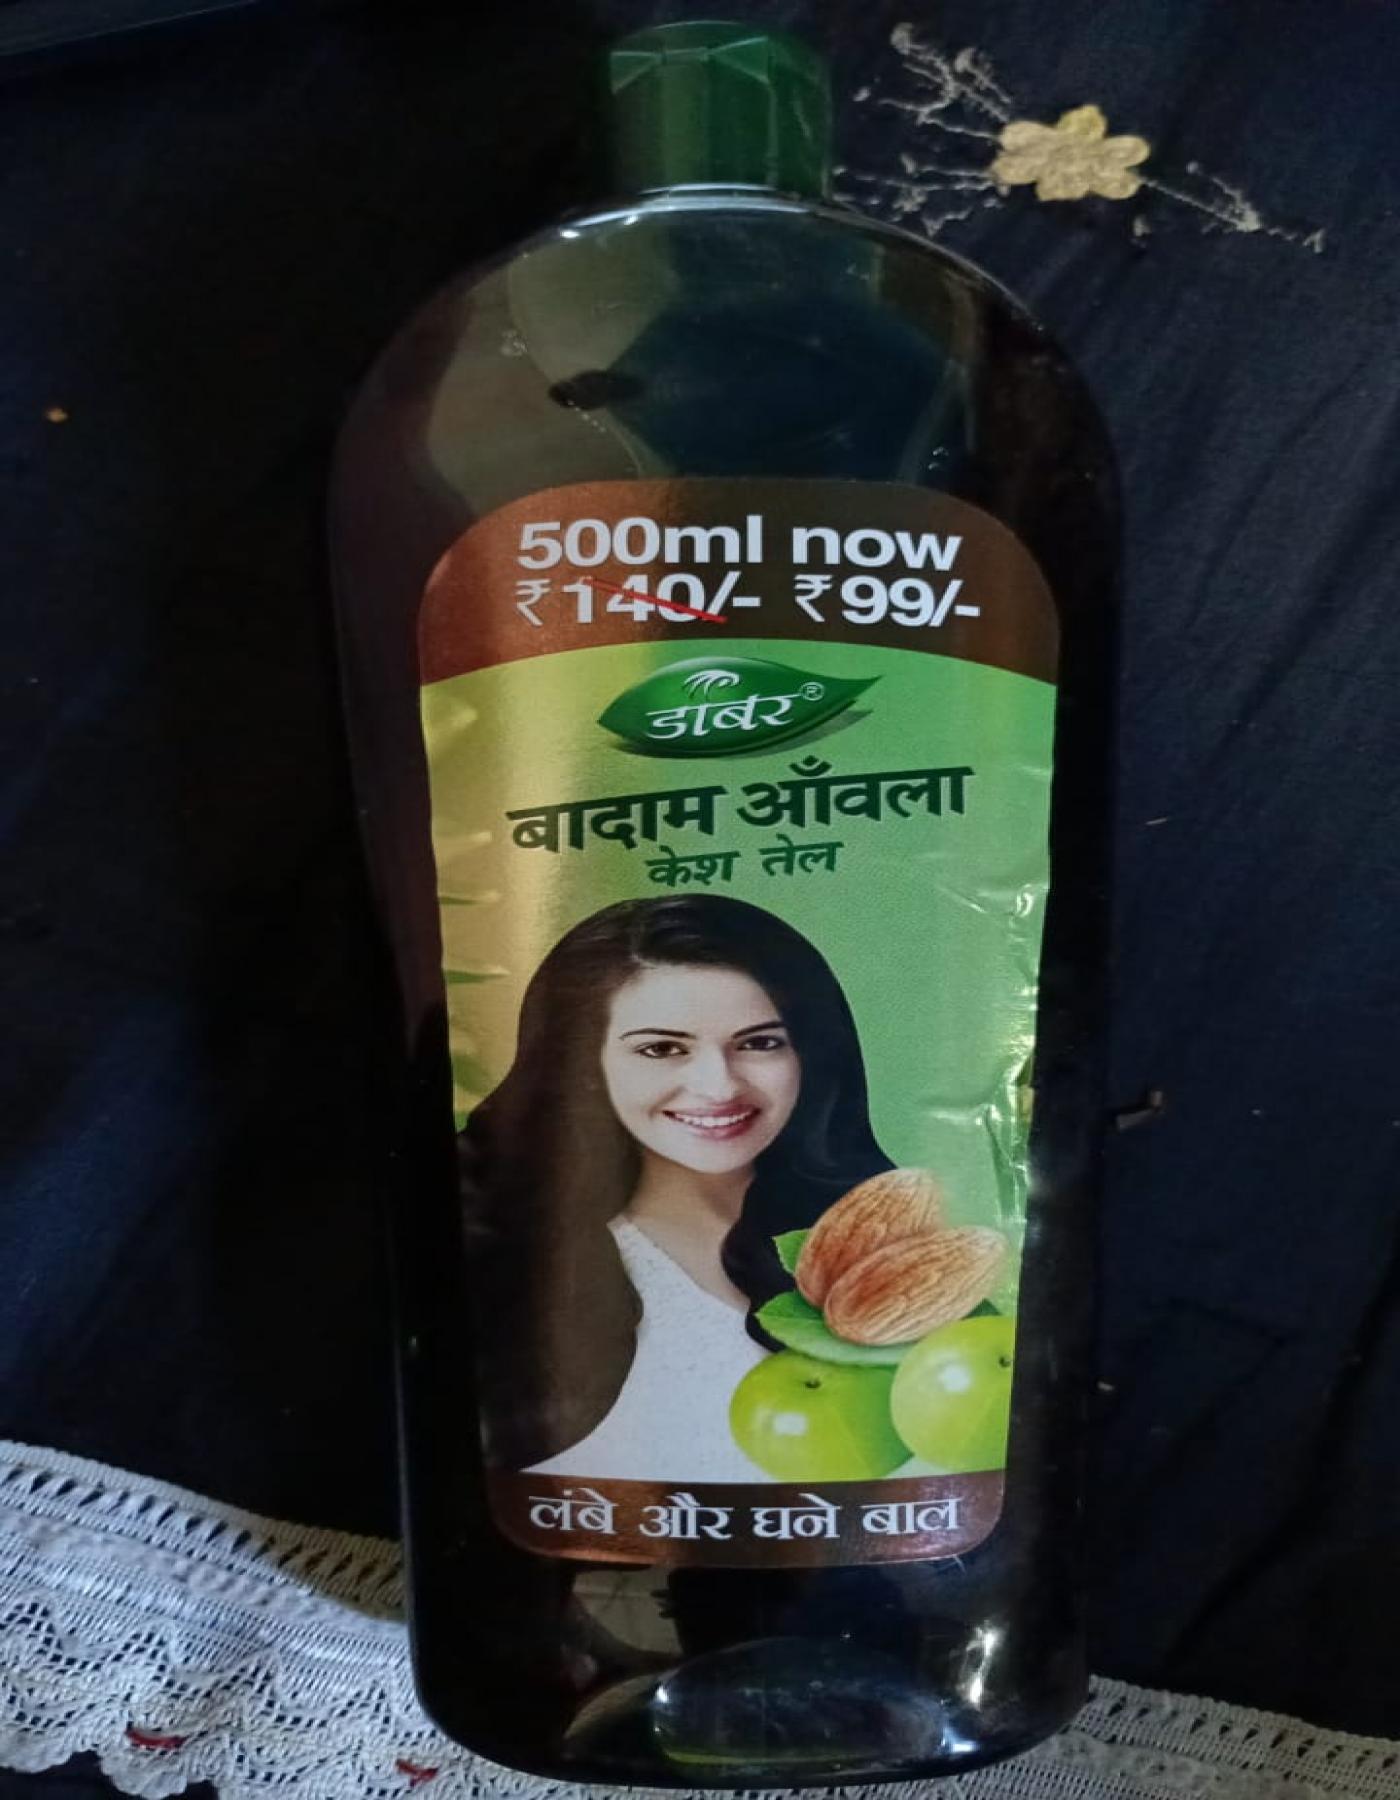 500ml now
₹140/- ₹99/-
डाबर®
बादाम आँवला
केश तेल
लंबे और घने बाल